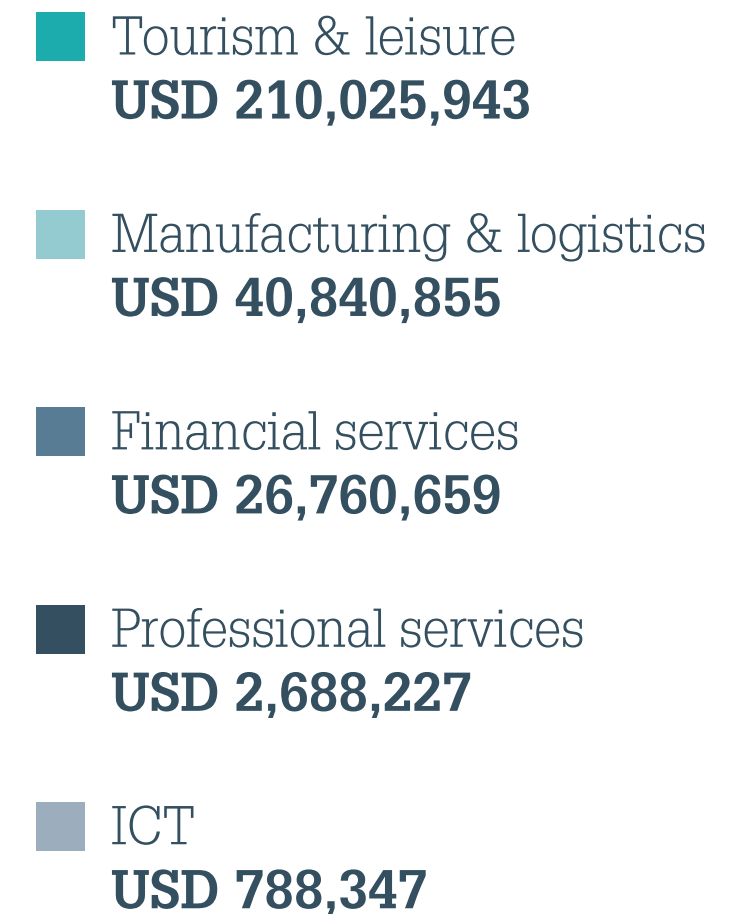 Tourism & leisure
USD 210,025,943
Manufacturing & logistics
USD 40,840,855
Financial services
USD 26,760,659
Professional services
USD 2,688,227
ICT
USD 788,347